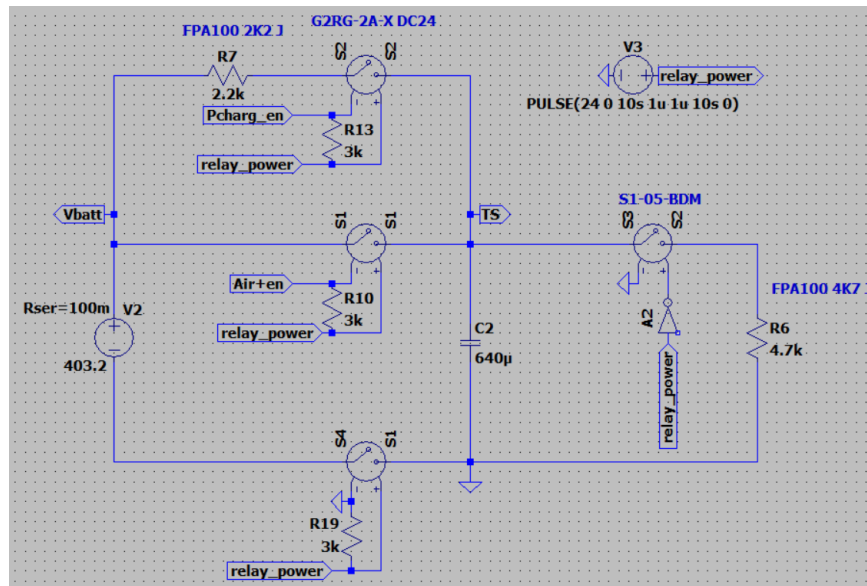 FPA100 2K2 J
G2RG-2A-X DC24
R7
2.2k
S2
S2
V3
relay_power
PULSE(24 0 10s 1u 1u 10s 0)
Pcharg_en
R13
3k
relay_power
Vbatt
TS
S1-05-BDM
S1
S1
S3
S2
Air+en
R10
3k
relay_power
Rser=100m
V2
403.2
C2
640µ
A2
relay_power
FPA100 4K7
R6
4.7k
S4
S1
R19
3k
relay_power